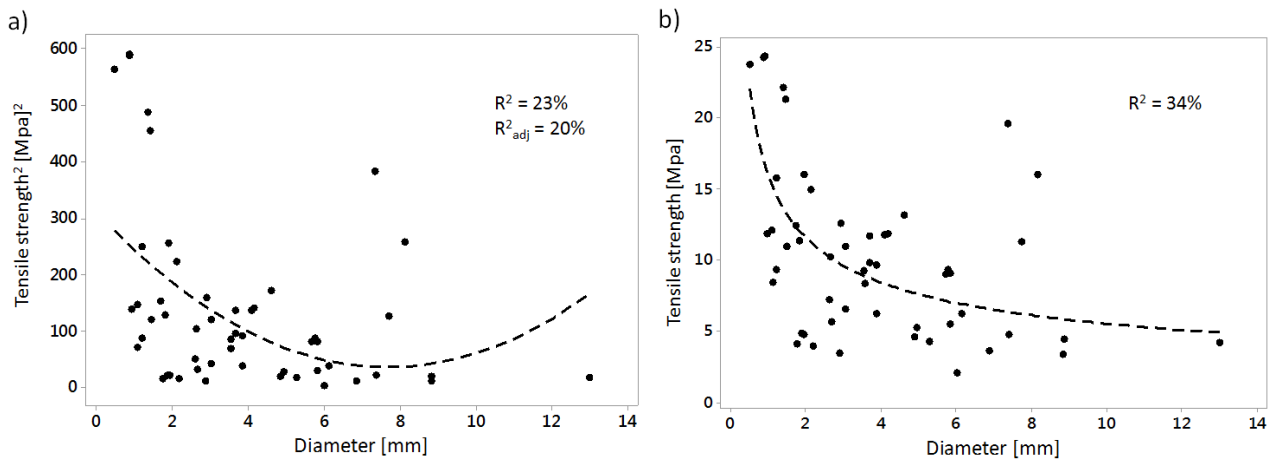 a)
600
500
400
300
200
100
0
Tensile strength² [Mpa]²
R² = 23%
R²adj = 20%
0 2 4 6 8 10 12 14
Diameter [mm]
b)
25
20
15
10
5
0
Tensile strength [Mpa]
R² = 34%
0 2 4 6 8 10 12 14
Diameter [mm]